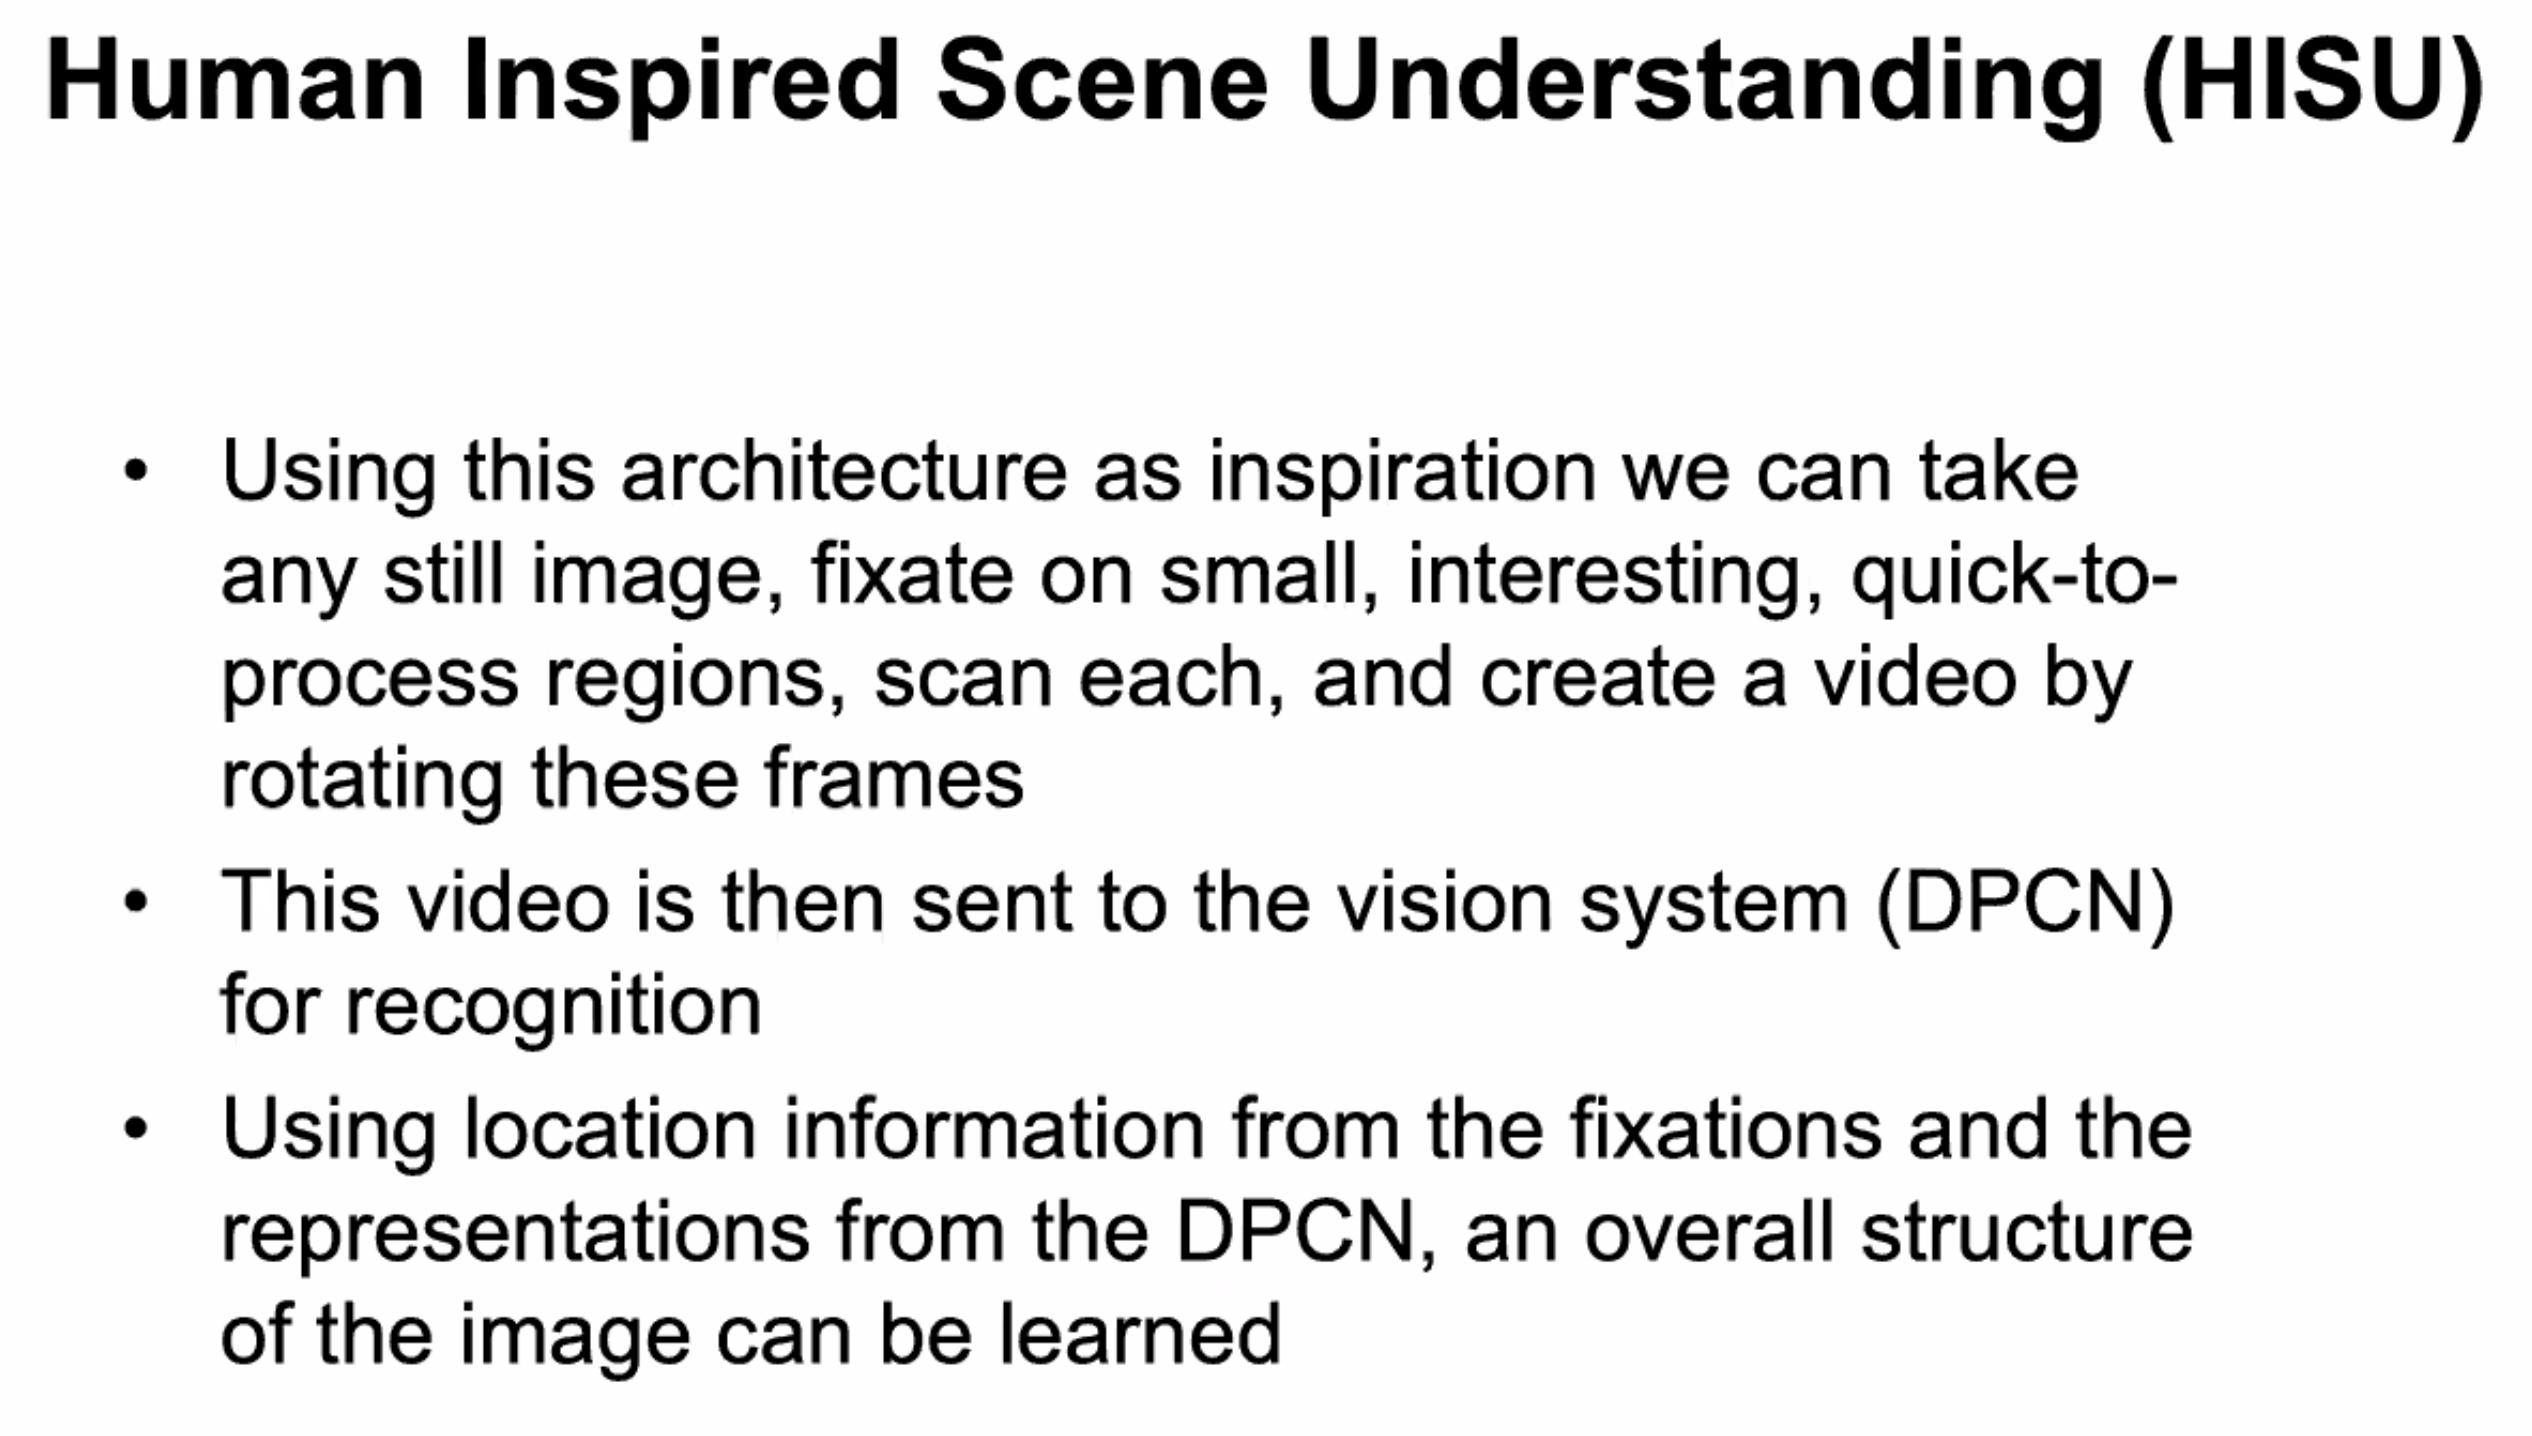 Human Inspired Scene Understanding (HISU)
• Using this architecture as inspiration we can take
any still image, fixate on small, interesting, quick-to-
process regions, scan each, and create a video by
rotating these frames
• This video is then sent to the vision system (DPCN)
for recognition
• Using location information from the fixations and the
representations from the DPCN, an overall structure
of the image can be learned